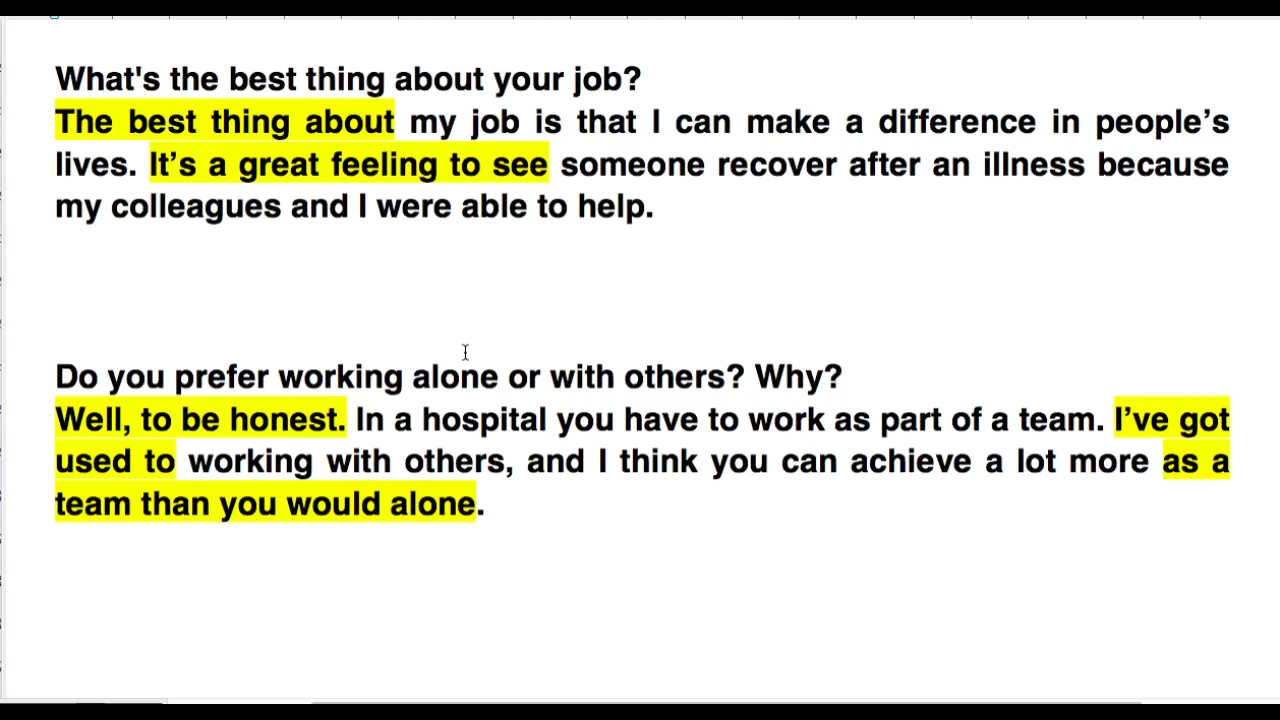 What's the best thing about your job?
The best thing about my job is that I can make a difference in people’s
lives. It’s a great feeling to see someone recover after an illness because
my colleagues and I were able to help.
Do you prefer working alone or with others? Why?
Well, to be honest. In a hospital you have to work as part of a team. I’ve got
used to working with others, and I think you can achieve a lot more as a
team than you would alone.